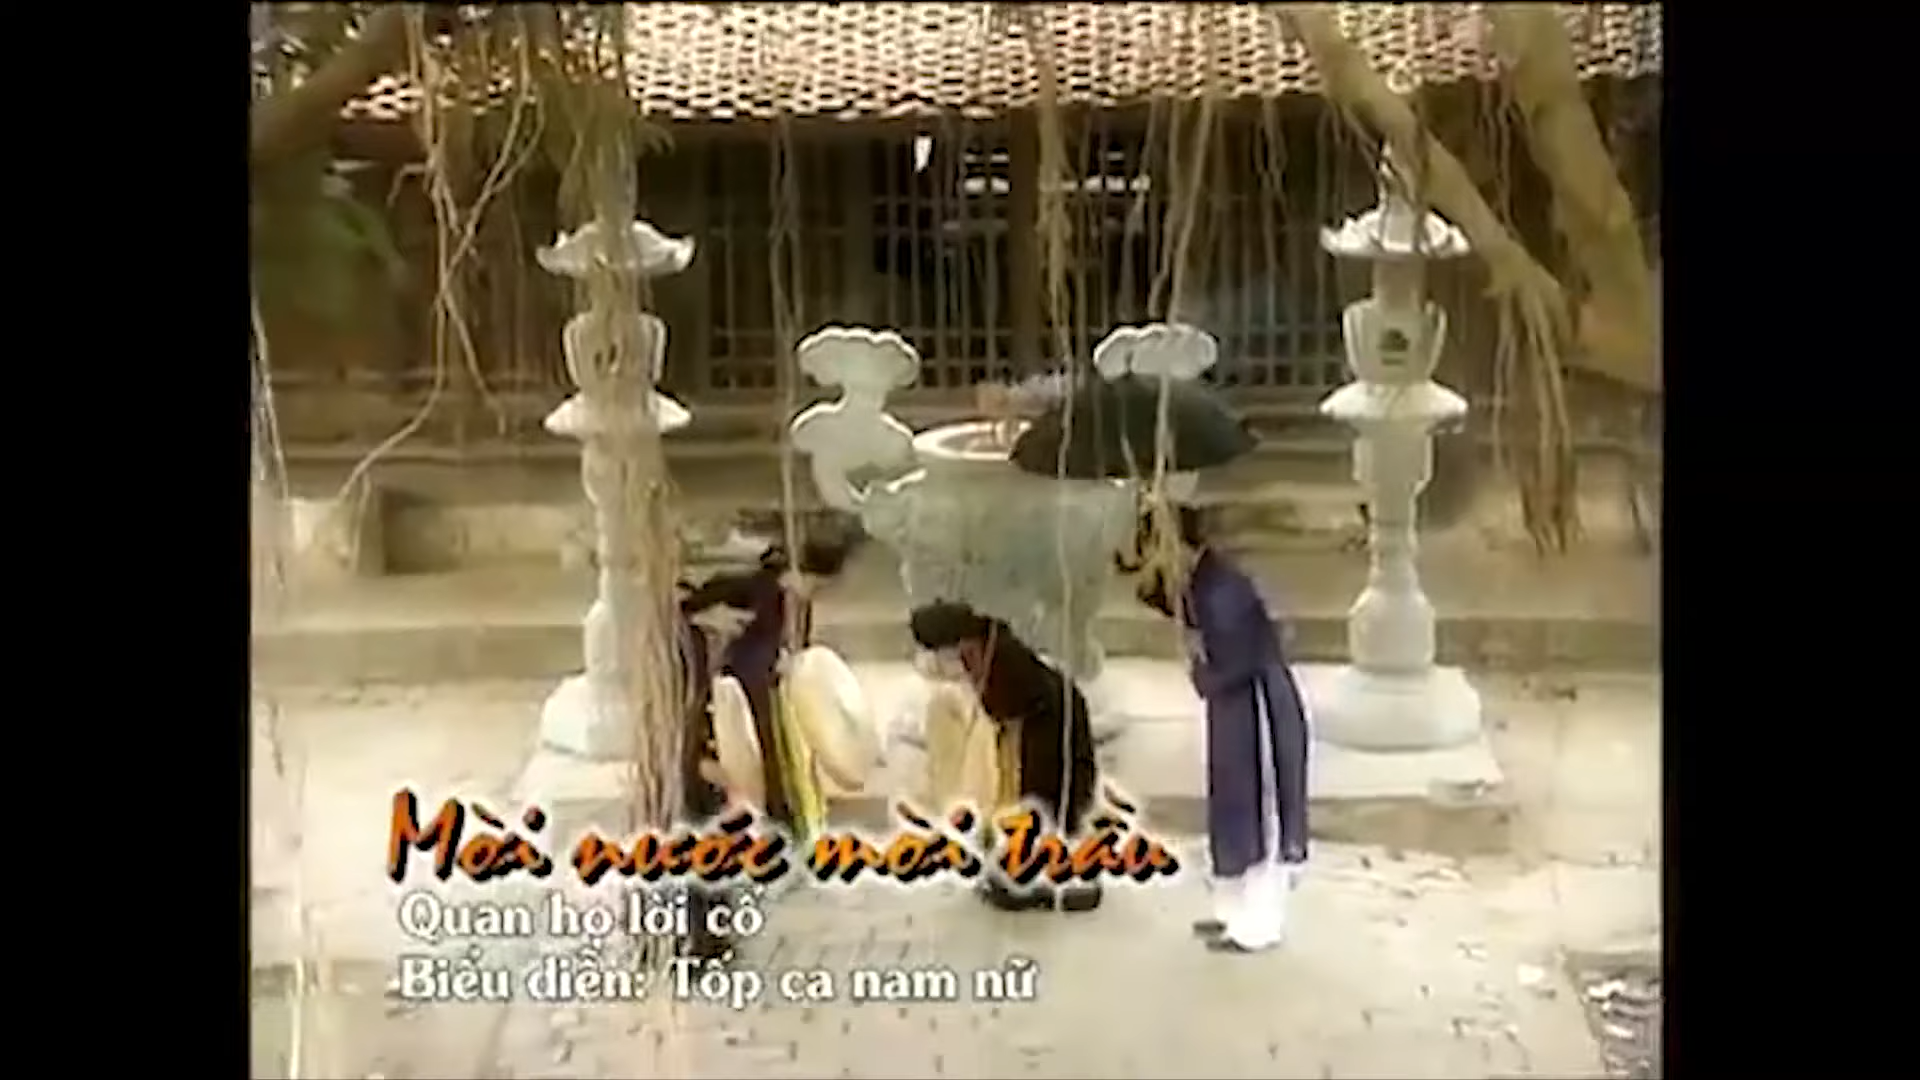 Mời nước mời trầu
Quan họ lời cổ
Biểu diễn: Tốp ca nam nữ